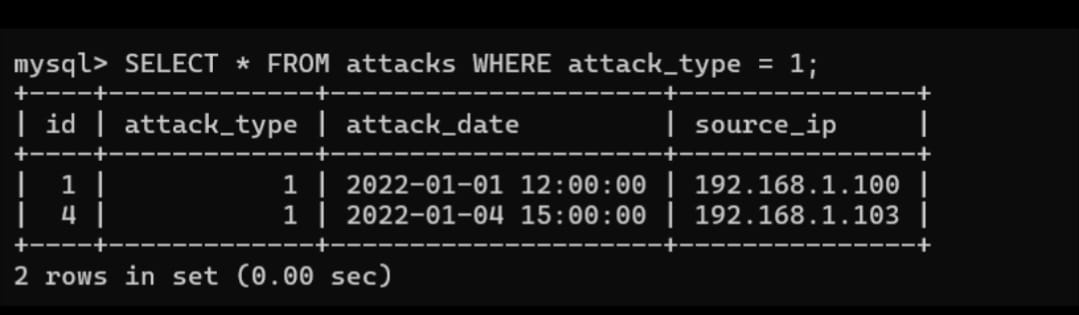 mysql> SELECT * FROM attacks WHERE attack_type = 1;
+----+-------------+---------------------+---------------+
| id | attack_type | attack_date         | source_ip     |
+----+-------------+---------------------+---------------+
|  1 |           1 | 2022-01-01 12:00:00 | 192.168.1.100 |
|  4 |           1 | 2022-01-04 15:00:00 | 192.168.1.103 |
+----+-------------+---------------------+---------------+
2 rows in set (0.00 sec)